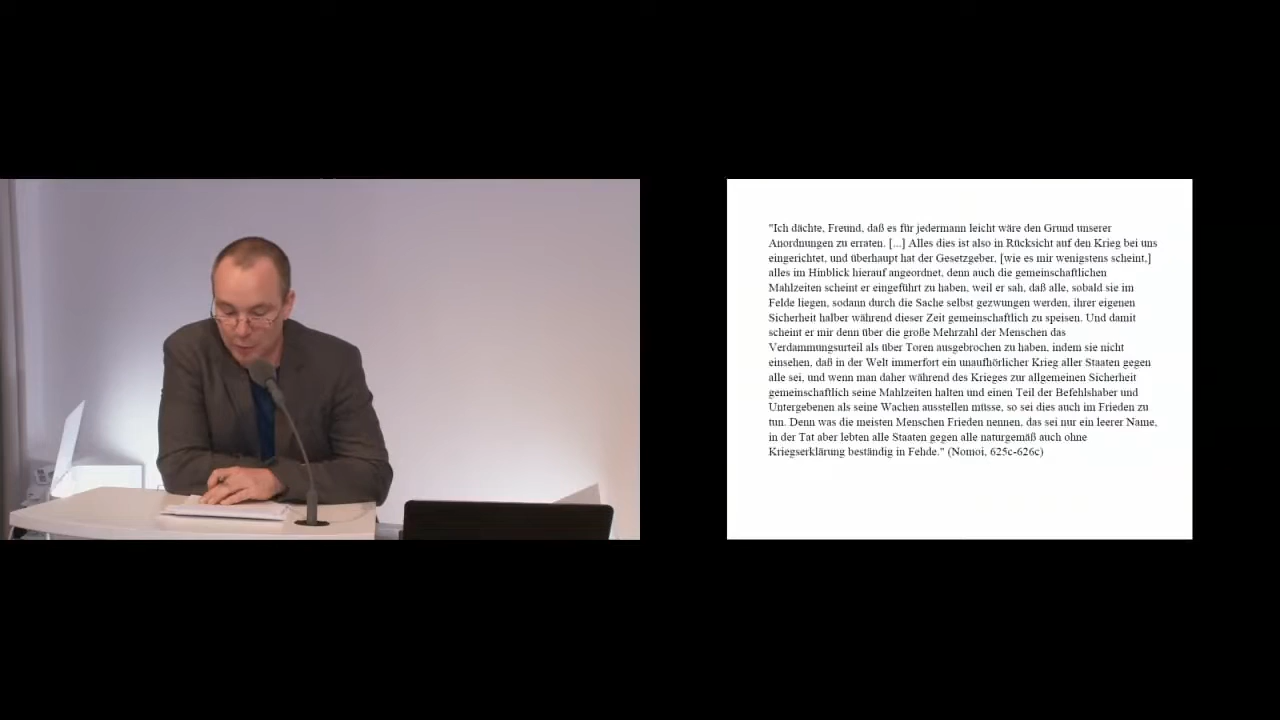 "Ich dächte, Freund, daß es für jedermann leicht wäre den Grund unserer
Anordnungen zu erraten. [...] Alles dies ist also in Rücksicht auf den Krieg bei uns
eingerichtet, und überhaupt hat der Gesetzgeber, [wie es mir wenigstens scheint,]
alles im Hinblick hierauf angeordnet, denn auch die gemeinschaftlichen
Mahlzeiten scheint er eingeführt zu haben, weil er sah, daß alle, sobald sie im
Felde liegen, sodann durch die Sache selbst gezwungen werden, ihrer eigenen
Sicherheit halber während dieser Zeit gemeinschaftlich zu speisen. Und damit
scheint er mir denn über die große Mehrzahl der Menschen das
Verdammungsurteil als über Toren ausgebrochen zu haben, indem sie nicht
einsehen, daß in der Welt immerfort ein unaufhörlicher Krieg aller Staaten gegen
alle sei, und wenn man daher während des Krieges zur allgemeinen Sicherheit
gemeinschaftlich seine Mahlzeiten halten und einen Teil der Befehlshaber und
Untergebenen als seine Wachen ausstellen müsse, so sei dies auch im Frieden zu
tun. Denn was die meisten Menschen Frieden nennen, das sei nur ein leerer Name,
in der Tat aber lebten alle Staaten gegen alle naturgemäß auch ohne
Kriegserklärung beständig in Fehde." (Nomoi, 625c-626c)